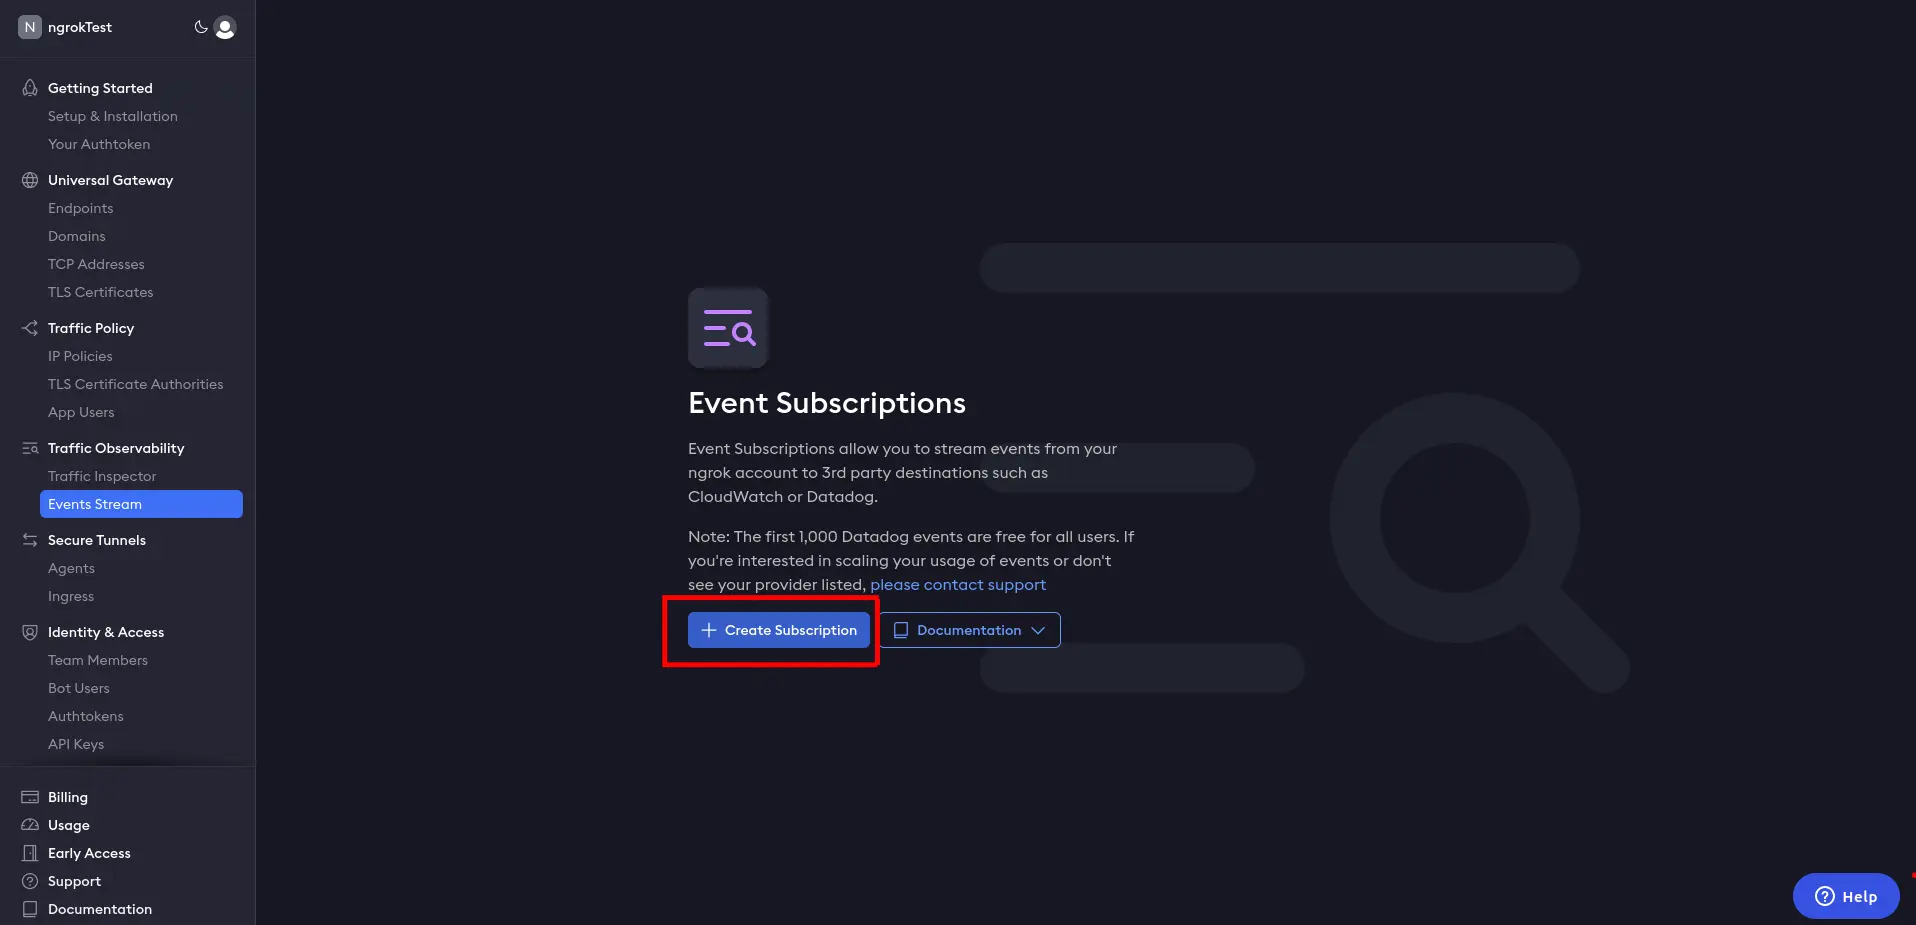 N ngrokTest
Getting Started
Setup & Installation
Your Authtoken
Universal Gateway
Endpoints
Domains
TCP Addresses
TLS Certificates
Traffic Policy
IP Policies
TLS Certificate Authorities
App Users
Traffic Observability
Traffic Inspector
Events Stream
Secure Tunnels
Agents
Ingress
Identity & Access
Team Members
Bot Users
Authtokens
API Keys
Billing
Usage
Early Access
Support
Documentation
Event Subscriptions
Event Subscriptions allow you to stream events from your
ngrok account to 3rd party destinations such as
CloudWatch or Datadog.
Note: The first 1,000 Datadog events are free for all users. If
you're interested in scaling your usage of events or don't
see your provider listed, please contact support
Create Subscription
Documentation
Help